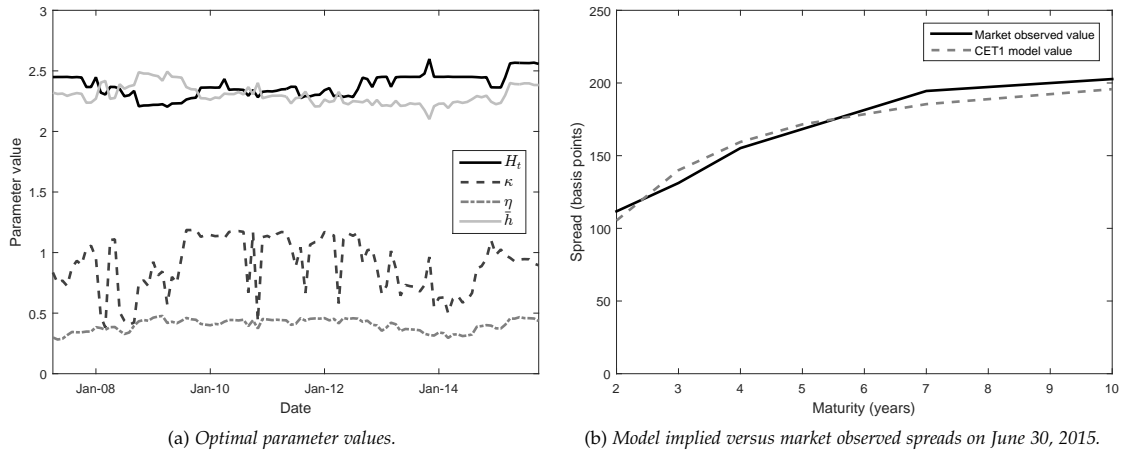 3
2.5
2
1.5
1
0.5
0
Parameter value
H_t
κ
η
h̄
Jan-08
Jan-10
Jan-12
Jan-14
Date
(a) Optimal parameter values.
250
200
150
100
50
0
Spread (basis points)
Market observed value
CET1 model value
2
3
4
5
6
7
8
9
10
Maturity (years)
(b) Model implied versus market observed spreads on June 30, 2015.